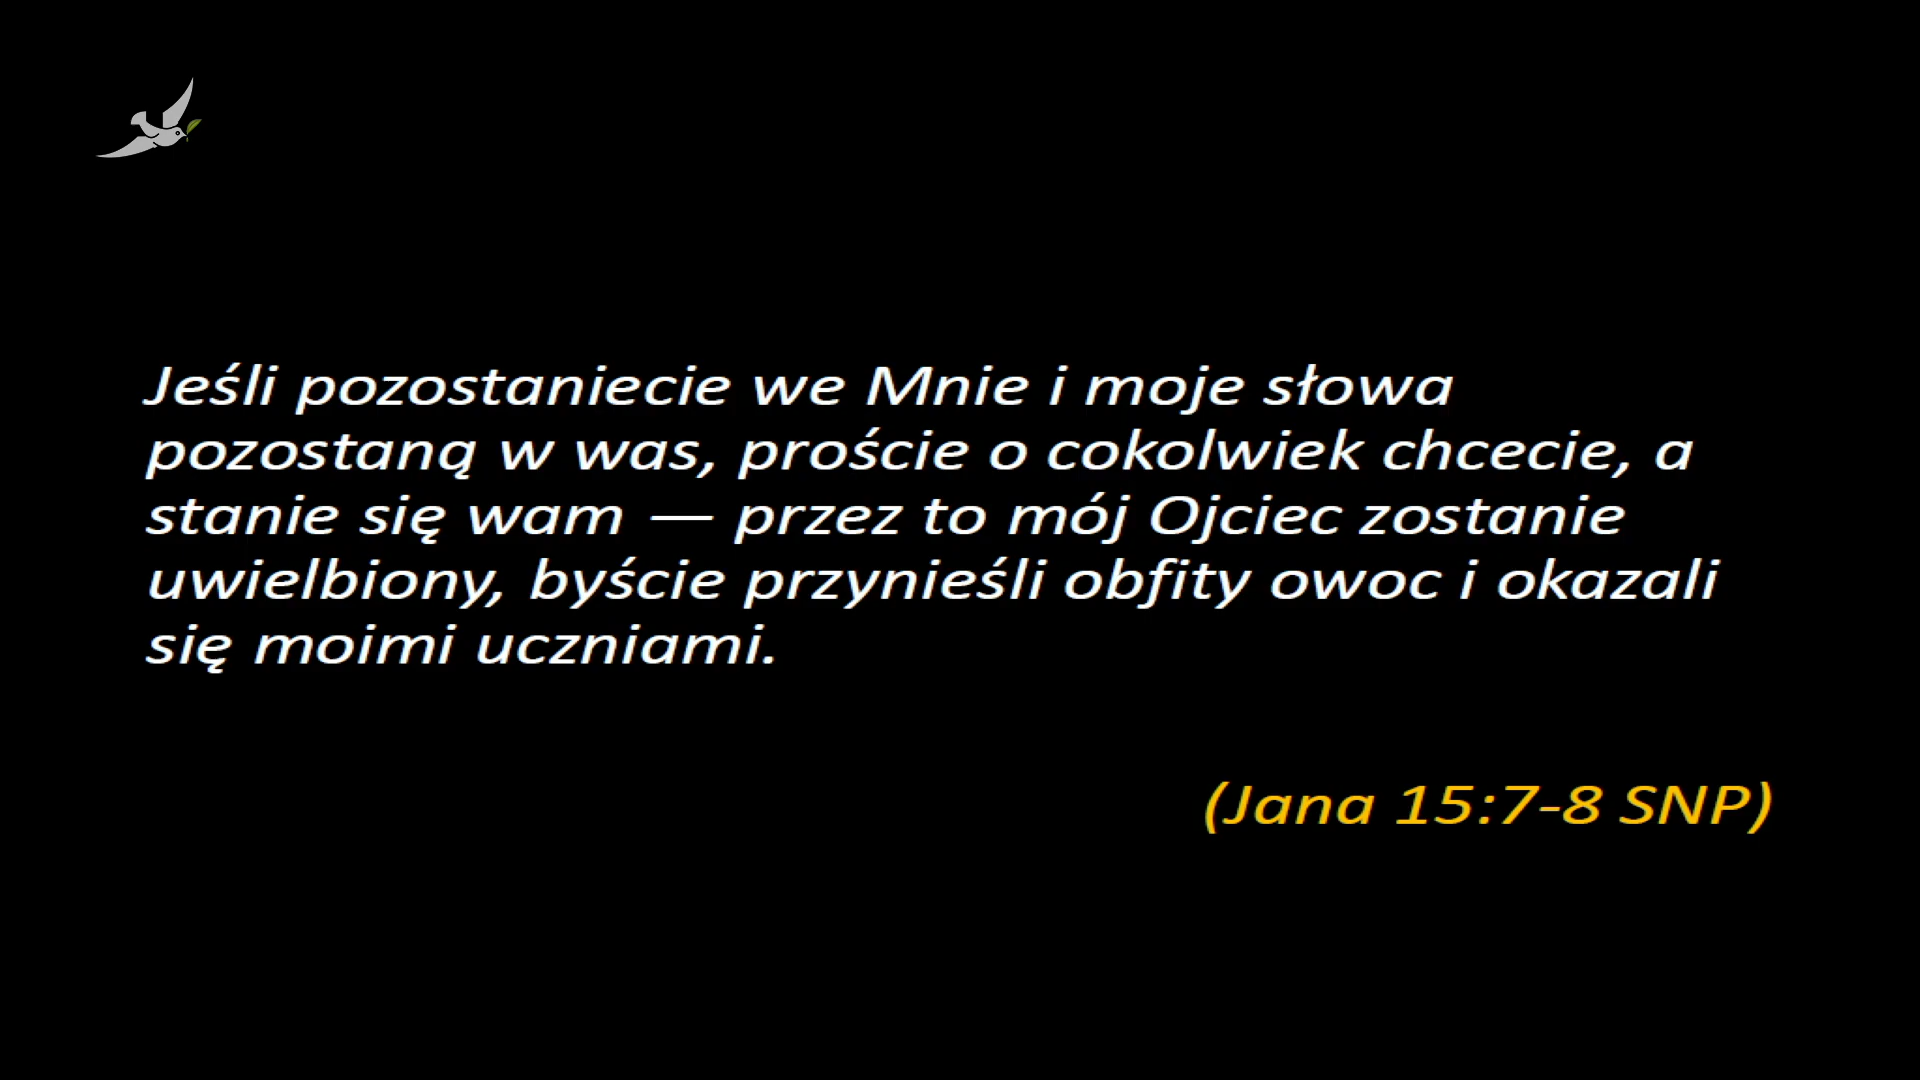 Jeśli pozostaniecie we Mnie i moje słowa
pozostaną w was, proście o cokolwiek chcecie, a
stanie się wam — przez to mój Ojciec zostanie
uwielbiony, byście przynieśli obfity owoc i okazali
się moimi uczniami.
(Jana 15:7-8 SNP)